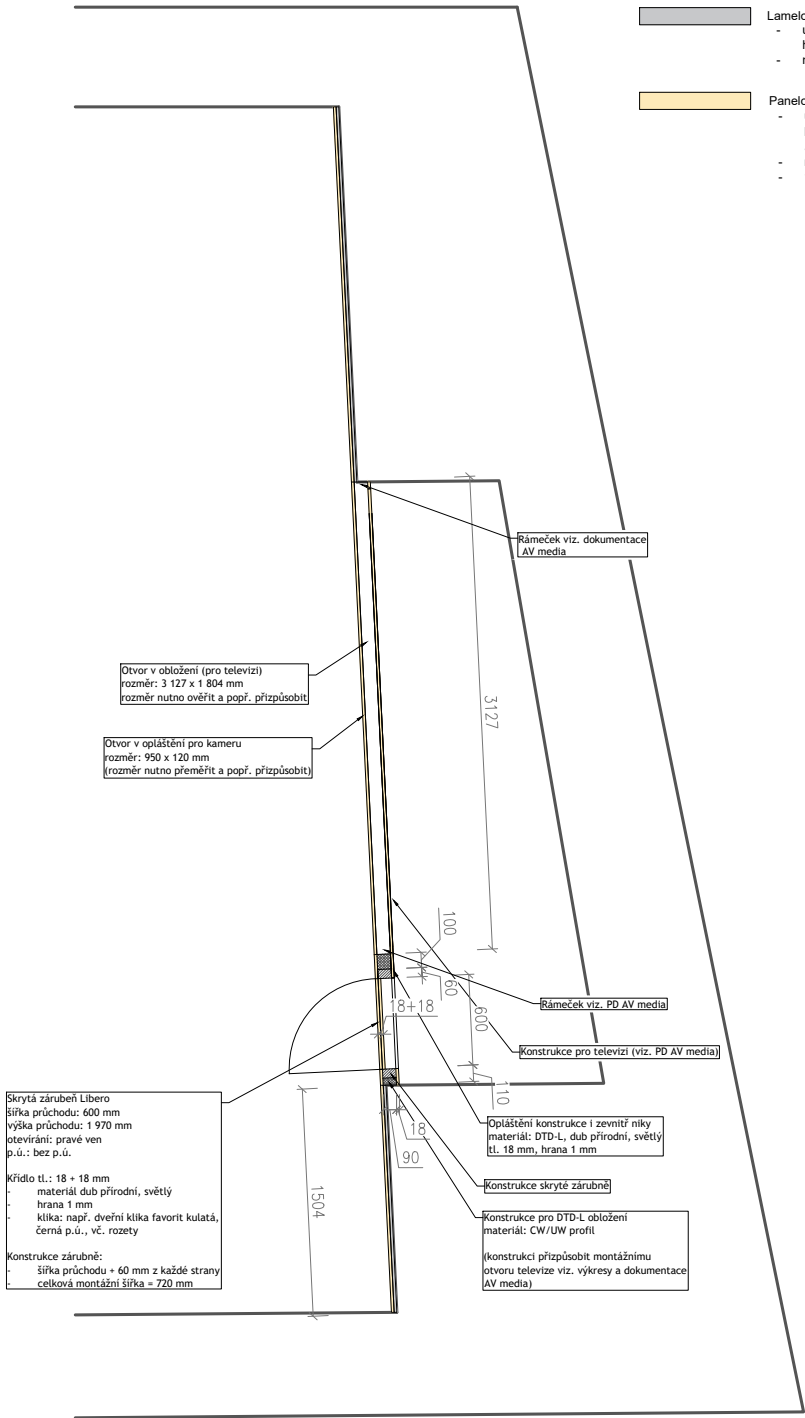 Lamelo
-
-
Panelo
-
-
-
Rámeček viz. dokumentace
AV media
Otvor v obložení (pro televizi)
rozměr: 3 127 x 1 804 mm
rozměr nutno ověřit a popř. přizpůsobit
3127
Otvor v opláštění pro kameru
rozměr: 950 x 120 mm
(rozměr nutno přeměřit a popř. přizpůsobit)
100
60
18+18
600
Rámeček viz. PD AV media
Konstrukce pro televizi (viz. PD AV media)
110
Skrytá zárubeň Libero
šířka průchodu: 600 mm
výška průchodu: 1 970 mm
otevírání: pravé ven
p.ú.: bez p.ú.
Křídlo tl.: 18 + 18 mm
- materiál dub přírodní, světlý
- hrana 1 mm
- klika: např. dveřní klika favorit kulatá,
černá p.ú., vč. rozety
Konstrukce zárubně:
- šířka průchodu + 60 mm z každé strany
- celková montážní šířka = 720 mm
18
90
1504
Opláštění konstrukce i zevnitř niky
materiál: DTD-L, dub přírodní, světlý
tl. 18 mm, hrana 1 mm
Konstrukce skryté zárubně
Konstrukce pro DTD-L obložení
materiál: CW/UW profil
(konstrukci přizpůsobit montážnímu
otvoru televize viz. výkresy a dokumentace
AV media)